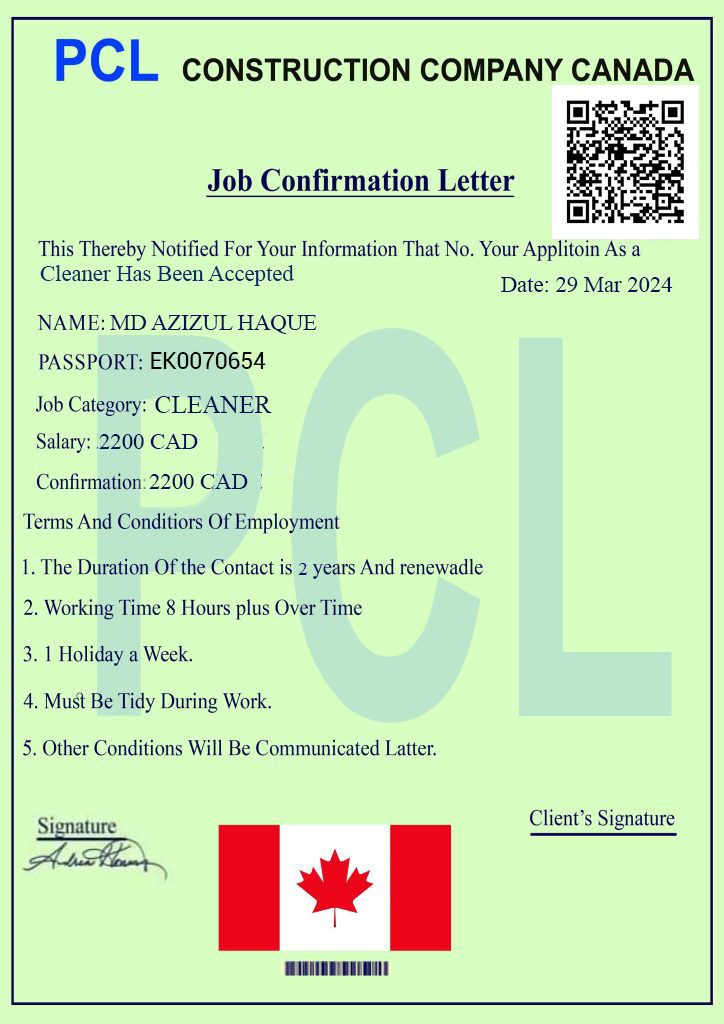 PCL CONSTRUCTION COMPANY CANADA
Job Confirmation Letter
This Thereby Notified For Your Information That No. Your Applitoin As a
Cleaner Has Been Accepted
Date: 29 Mar 2024
NAME: MD AZIZUL HAQUE
PASSPORT: EK0070654
Job Category: CLEANER
Salary: 2200 CAD
Confirmation: 2200 CAD
Terms And Conditiors Of Employment
1. The Duration Of the Contact is 2 years And renewadle
2. Working Time 8 Hours plus Over Time
3. 1 Holiday a Week.
4. Must Be Tidy During Work.
5. Other Conditions Will Be Communicated Latter.
PCL
Signature
Client's Signature